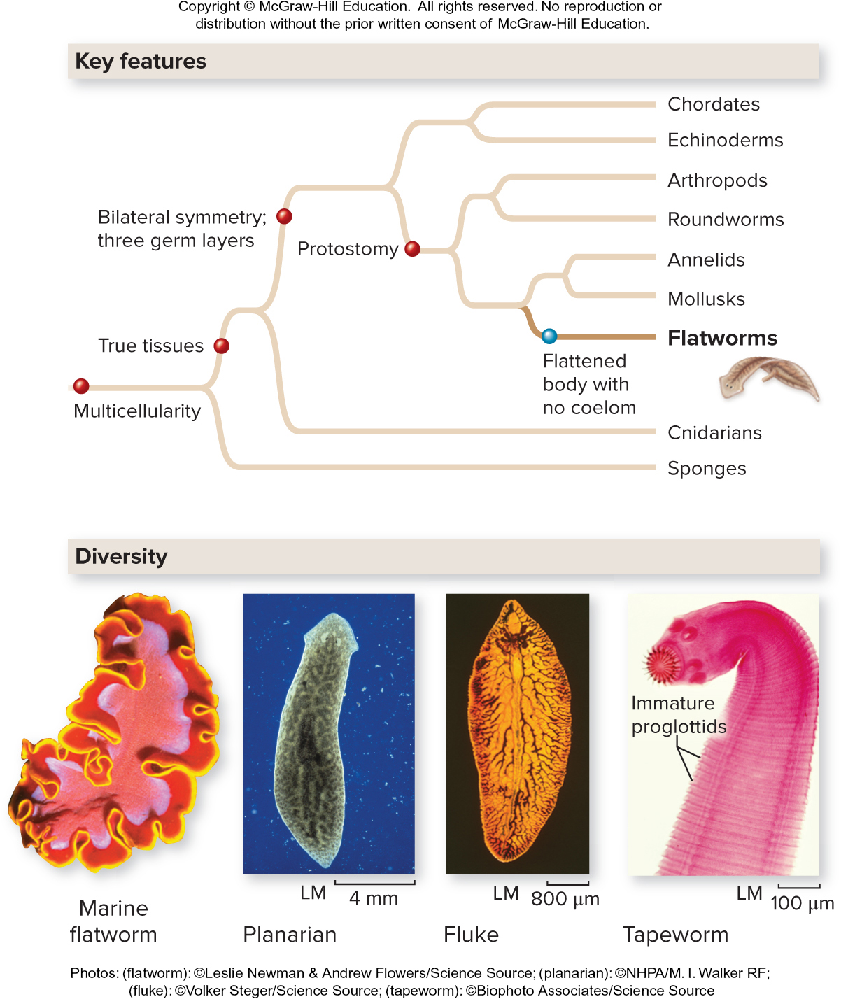 Copyright © McGraw-Hill Education.  All rights reserved. No reproduction or
distribution without the prior written consent of McGraw-Hill Education.
Key features
Chordates
Echinoderms
Arthropods
Roundworms
Bilateral symmetry;
three germ layers
Protostomy
Annelids
Mollusks
Flatworms
True tissues
Flattened
body with
no coelom
Multicellularity
Cnidarians
Sponges
Diversity
Immature
proglottids
LM
4 mm
LM
800 µm
LM
100 µm
Marine
flatworm
Planarian
Fluke
Tapeworm
Photos: (flatworm): ©Leslie Newman & Andrew Flowers/Science Source; (planarian): ©NHPA/M. I. Walker RF;
(fluke): ©Volker Steger/Science Source; (tapeworm): ©Biophoto Associates/Science Source